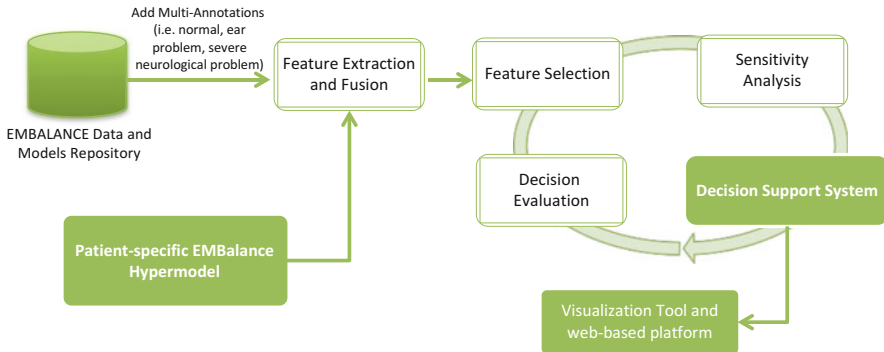 Add Multi-Annotations
(i.e. normal, ear
problem, severe
neurological problem)
EMBALANCE Data and
Models Repository
Feature Extraction
and Fusion
Feature Selection
Sensitivity
Analysis
Decision
Evaluation
Decision Support System
Patient-specific EMBalance
Hypermodel
Visualization Tool and
web-based platform